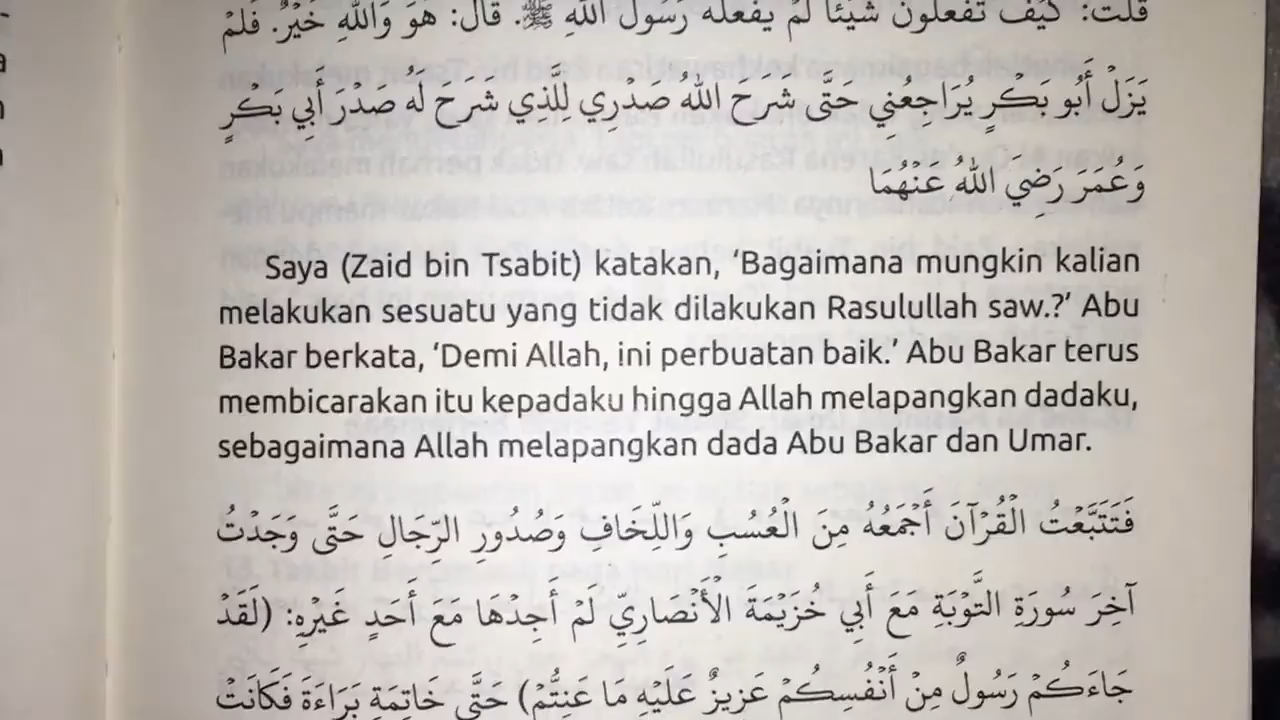 قلت: كيف تفعلون شيئا لم يفعله رسول الله ﷺ. قال: هو والله خير. فلم
يَزَلْ أَبُو بَكْرٍ يُرَاجِعُنِي حَتَّى شَرَحَ اللهُ صَدْرِي لِلَّذِي شَرَحَ لَهُ صَدْرَ أَبِي بَكْرٍ
وَعُمَرَ رَضِيَ اللهُ عَنْهُمَا
Saya (Zaid bin Tsabit) katakan, ‘Bagaimana mungkin kalian
melakukan sesuatu yang tidak dilakukan Rasulullah saw.?’ Abu
Bakar berkata, ‘Demi Allah, ini perbuatan baik.’ Abu Bakar terus
membicarakan itu kepadaku hingga Allah melapangkan dadaku,
sebagaimana Allah melapangkan dada Abu Bakar dan Umar.
فَتَتَبَّعْتُ الْقُرْآنَ أَجْمَعُهُ مِنَ الْعُسُبِ وَاللِّخَافِ وَصُدُورِ الرِّجَالِ حَتَّى وَجَدْتُ
آخِرَ سُورَةِ التَّوْبَةِ مَعَ أَبِي خُزَيْمَةَ الْأَنْصَارِيِّ لَمْ أَجِدْهَا مَعَ أَحَدٍ غَيْرِهِ: (لَقَدْ
جَاءَكُمْ رَسُولٌ مِنْ أَنْفُسِكُمْ عَزِيزٌ عَلَيْهِ مَا عَنِتُّمْ) حَتَّى خَاتِمَةِ بَرَاءَةَ فَكَانَتْ